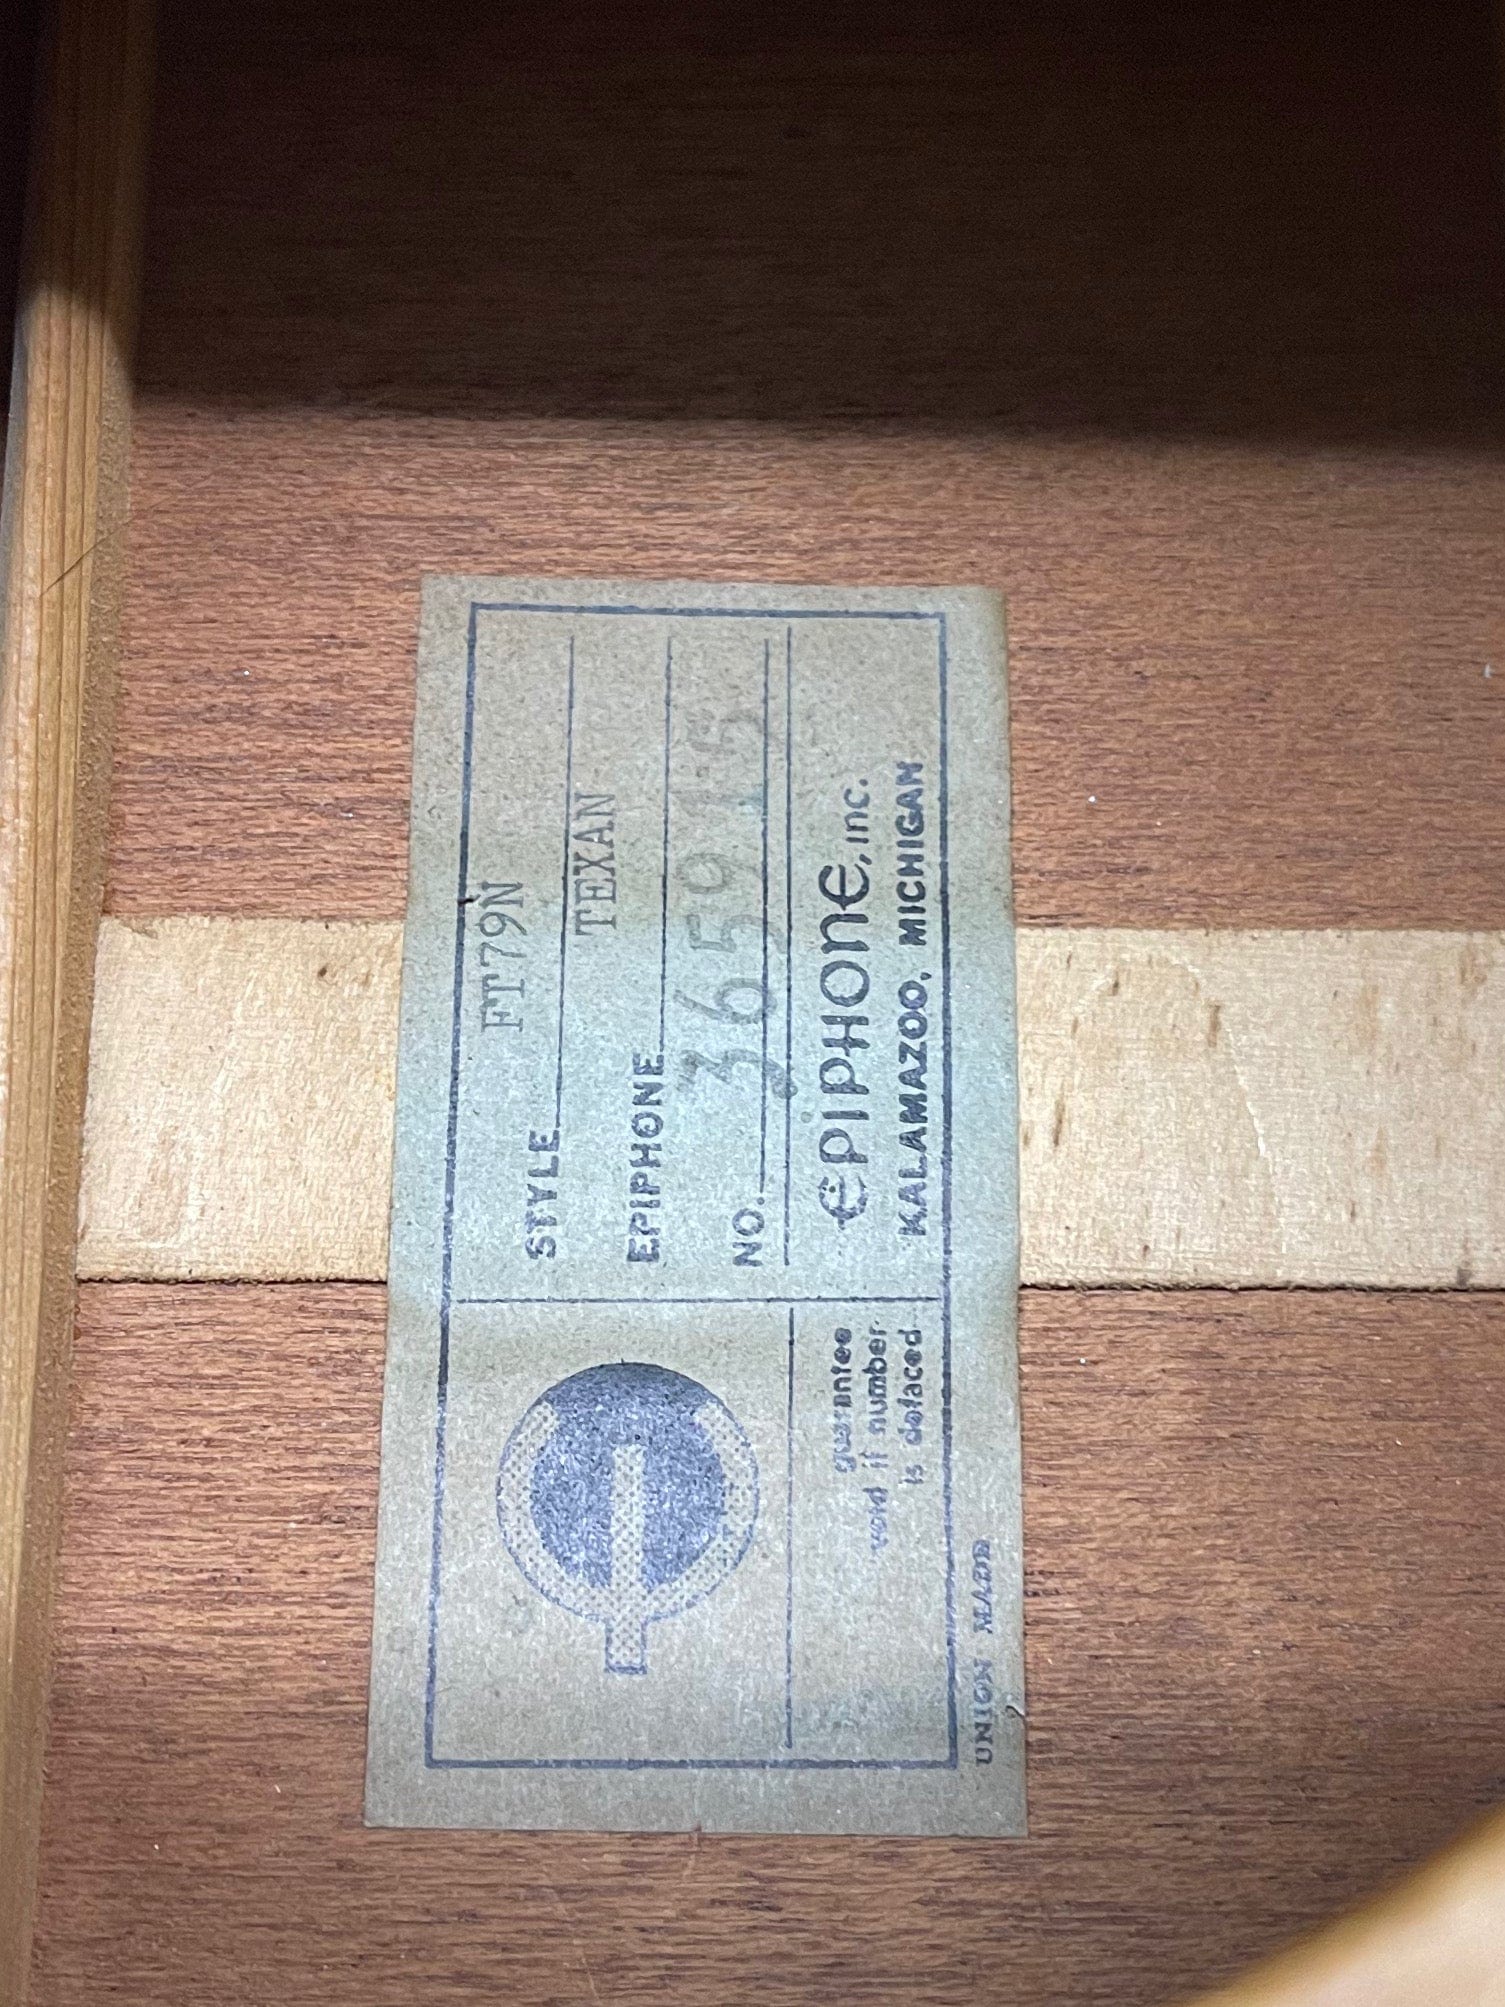 STYLE FT79N
TEXAN
EPIPHONE
NO. 365915
EPIPHONE, INC.
KALAMAZOO, MICHIGAN
guarantee
void if number
is defaced
UNION MADE